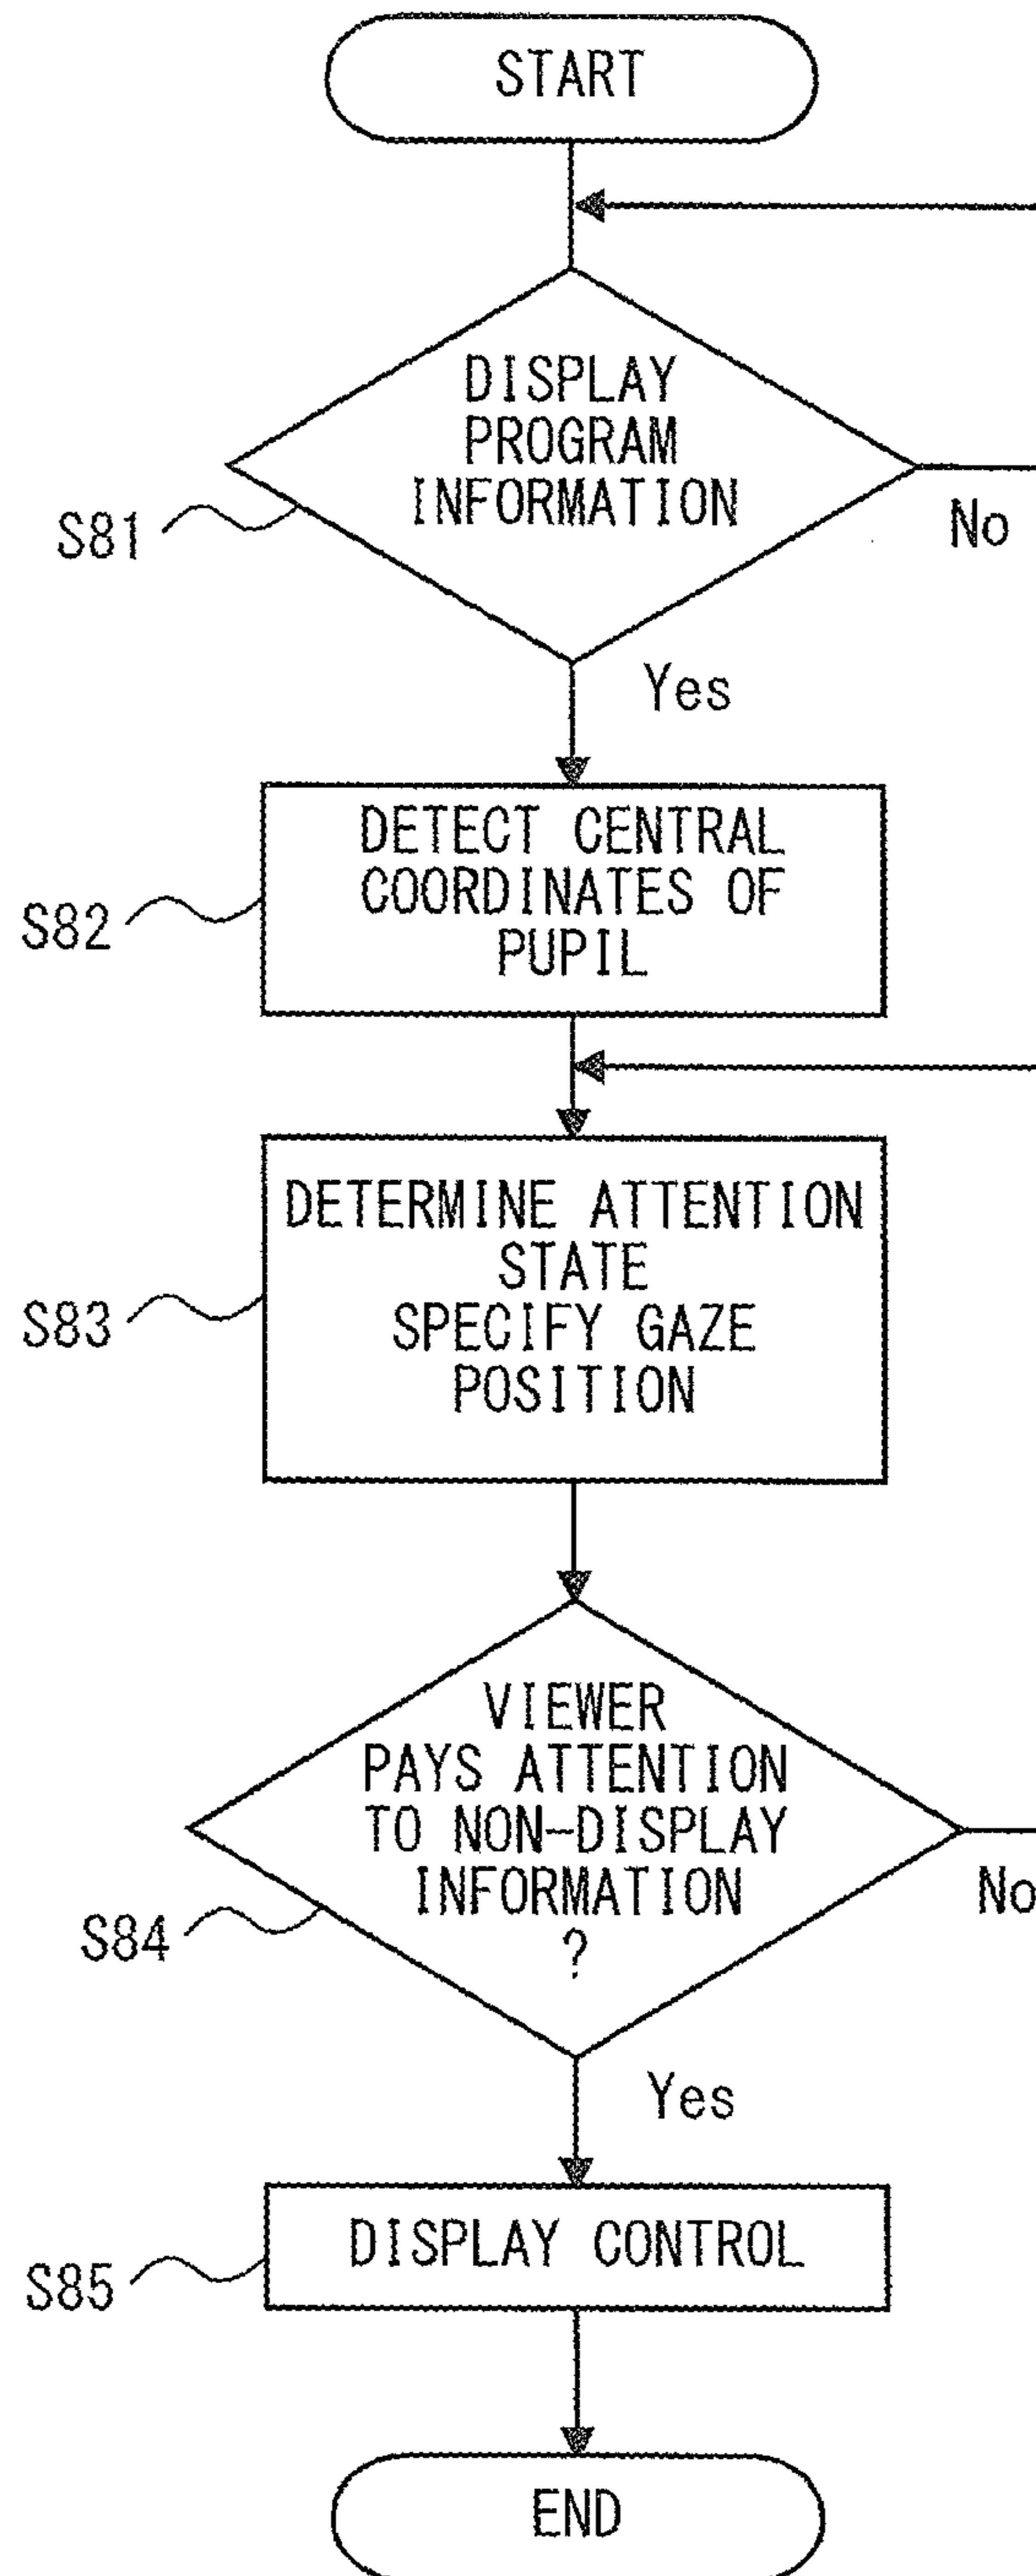 START
DISPLAY
PROGRAM
INFORMATION
S81
No
Yes
DETECT CENTRAL
COORDINATES OF
PUPIL
S82
DETERMINE ATTENTION
STATE
SPECIFY GAZE
POSITION
S83
VIEWER
PAYS ATTENTION
TO NON-DISPLAY
INFORMATION
?
S84
No
Yes
DISPLAY CONTROL
S85
END